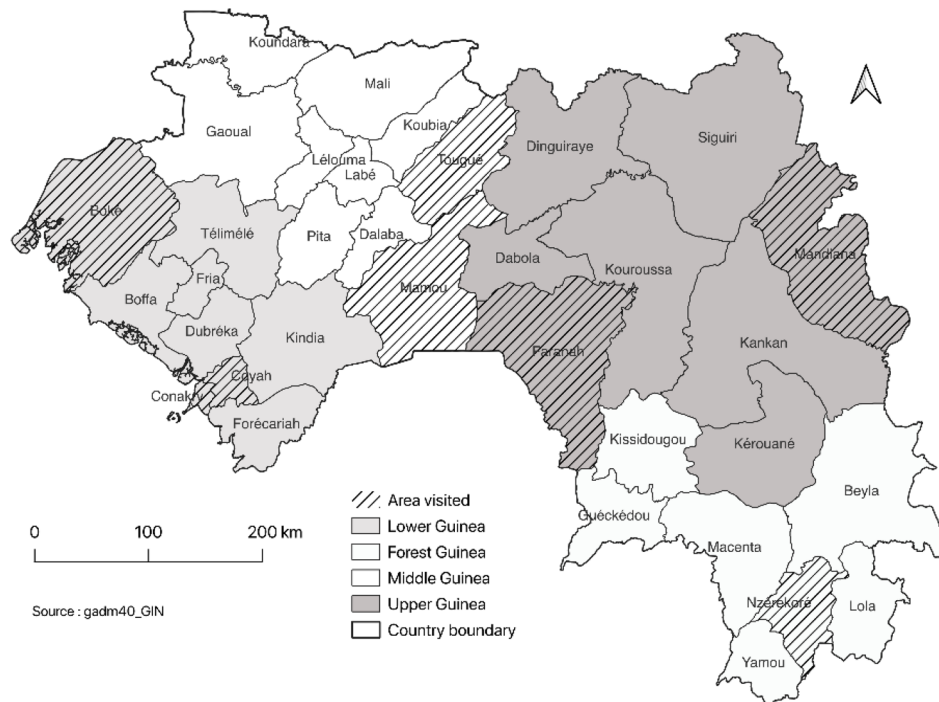 Koundara
Mali
Gaoual
Koubia
Siguiri
Dinguiraye
Lélouma
Tougué
Labé
Boké
Télimélé
Pita
Dalaba
Dabola
Mandiana
Kouroussa
Fria
Mamou
Boffa
Dubréka
Kindia
Kankan
Faranah
Coyah
Conakry
Forécariah
Kissidougou
Kérouané
Beyla
Guéckédou
Macenta
Nzérékoré
Lola
Yamou
Area visited
Lower Guinea
Forest Guinea
Middle Guinea
Upper Guinea
Country boundary
0 100 200 km
Source : gadm40_GIN